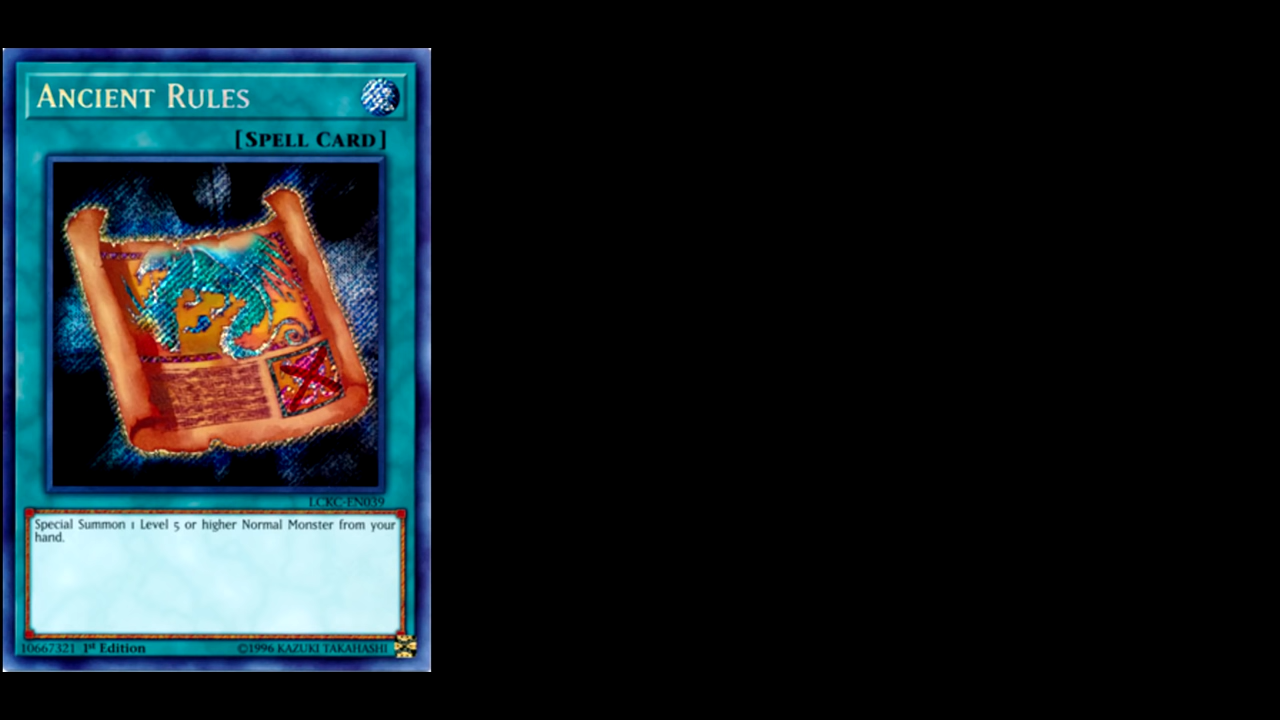 ANCIENT RULES
[SPELL CARD]
LCKC-EN039
Special Summon 1 Level 5 or higher Normal Monster from your
hand.
10667321 1st Edition ©1996 KAZUKI TAKAHASHI